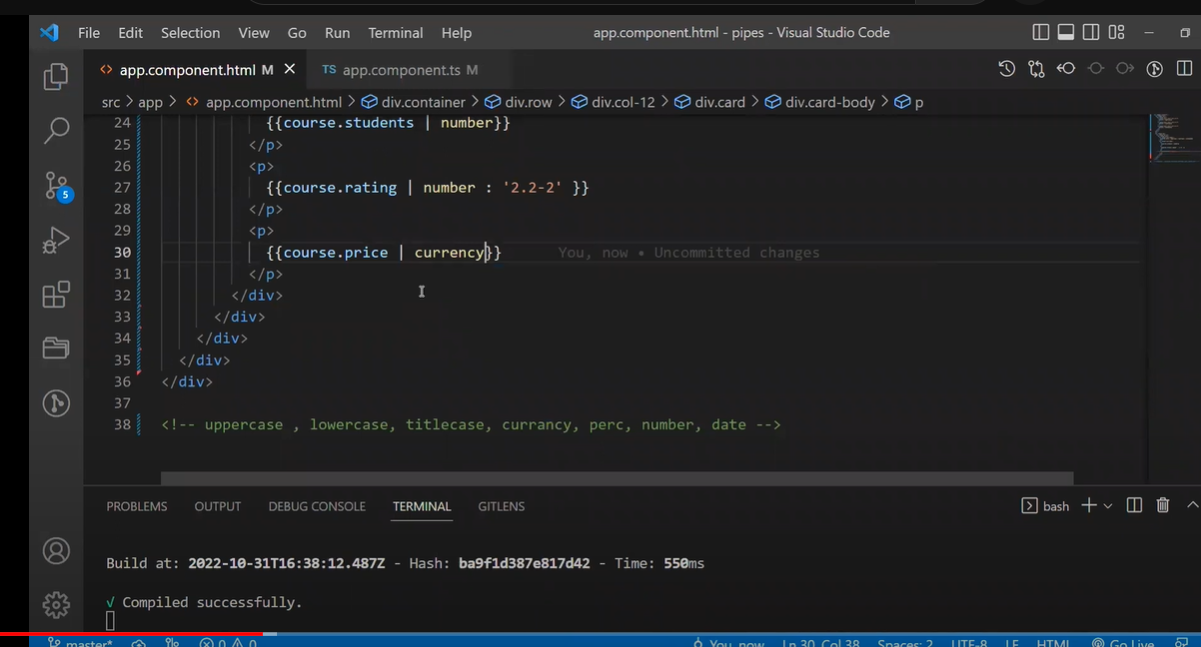 File Edit Selection View Go Run Terminal Help app.component.html - pipes - Visual Studio Code
app.component.html M TS app.component.ts M
src > app > app.component.html > div.container > div.row > div.col-12 > div.card > div.card-body > p
24 {{course.students | number}}
25 </p>
26 <p>
27 {{course.rating | number : '2.2-2' }}
28 </p>
29 <p>
30 {{course.price | currency}} You, now • Uncommitted changes
31 </p>
32 </div>
33 </div>
34 </div>
35 </div>
36 </div>
37
38 <!-- uppercase , lowercase, titlecase, currancy, perc, number, date -->
5
PROBLEMS OUTPUT DEBUG CONSOLE TERMINAL GITLENS bash
Build at: 2022-10-31T16:38:12.487Z - Hash: ba9f1d387e817d42 - Time: 550ms
√ Compiled successfully.
master* 0 0 You, now Ln 30, Col 38 Spaces: 2 UTF-8 LF HTML Go Live